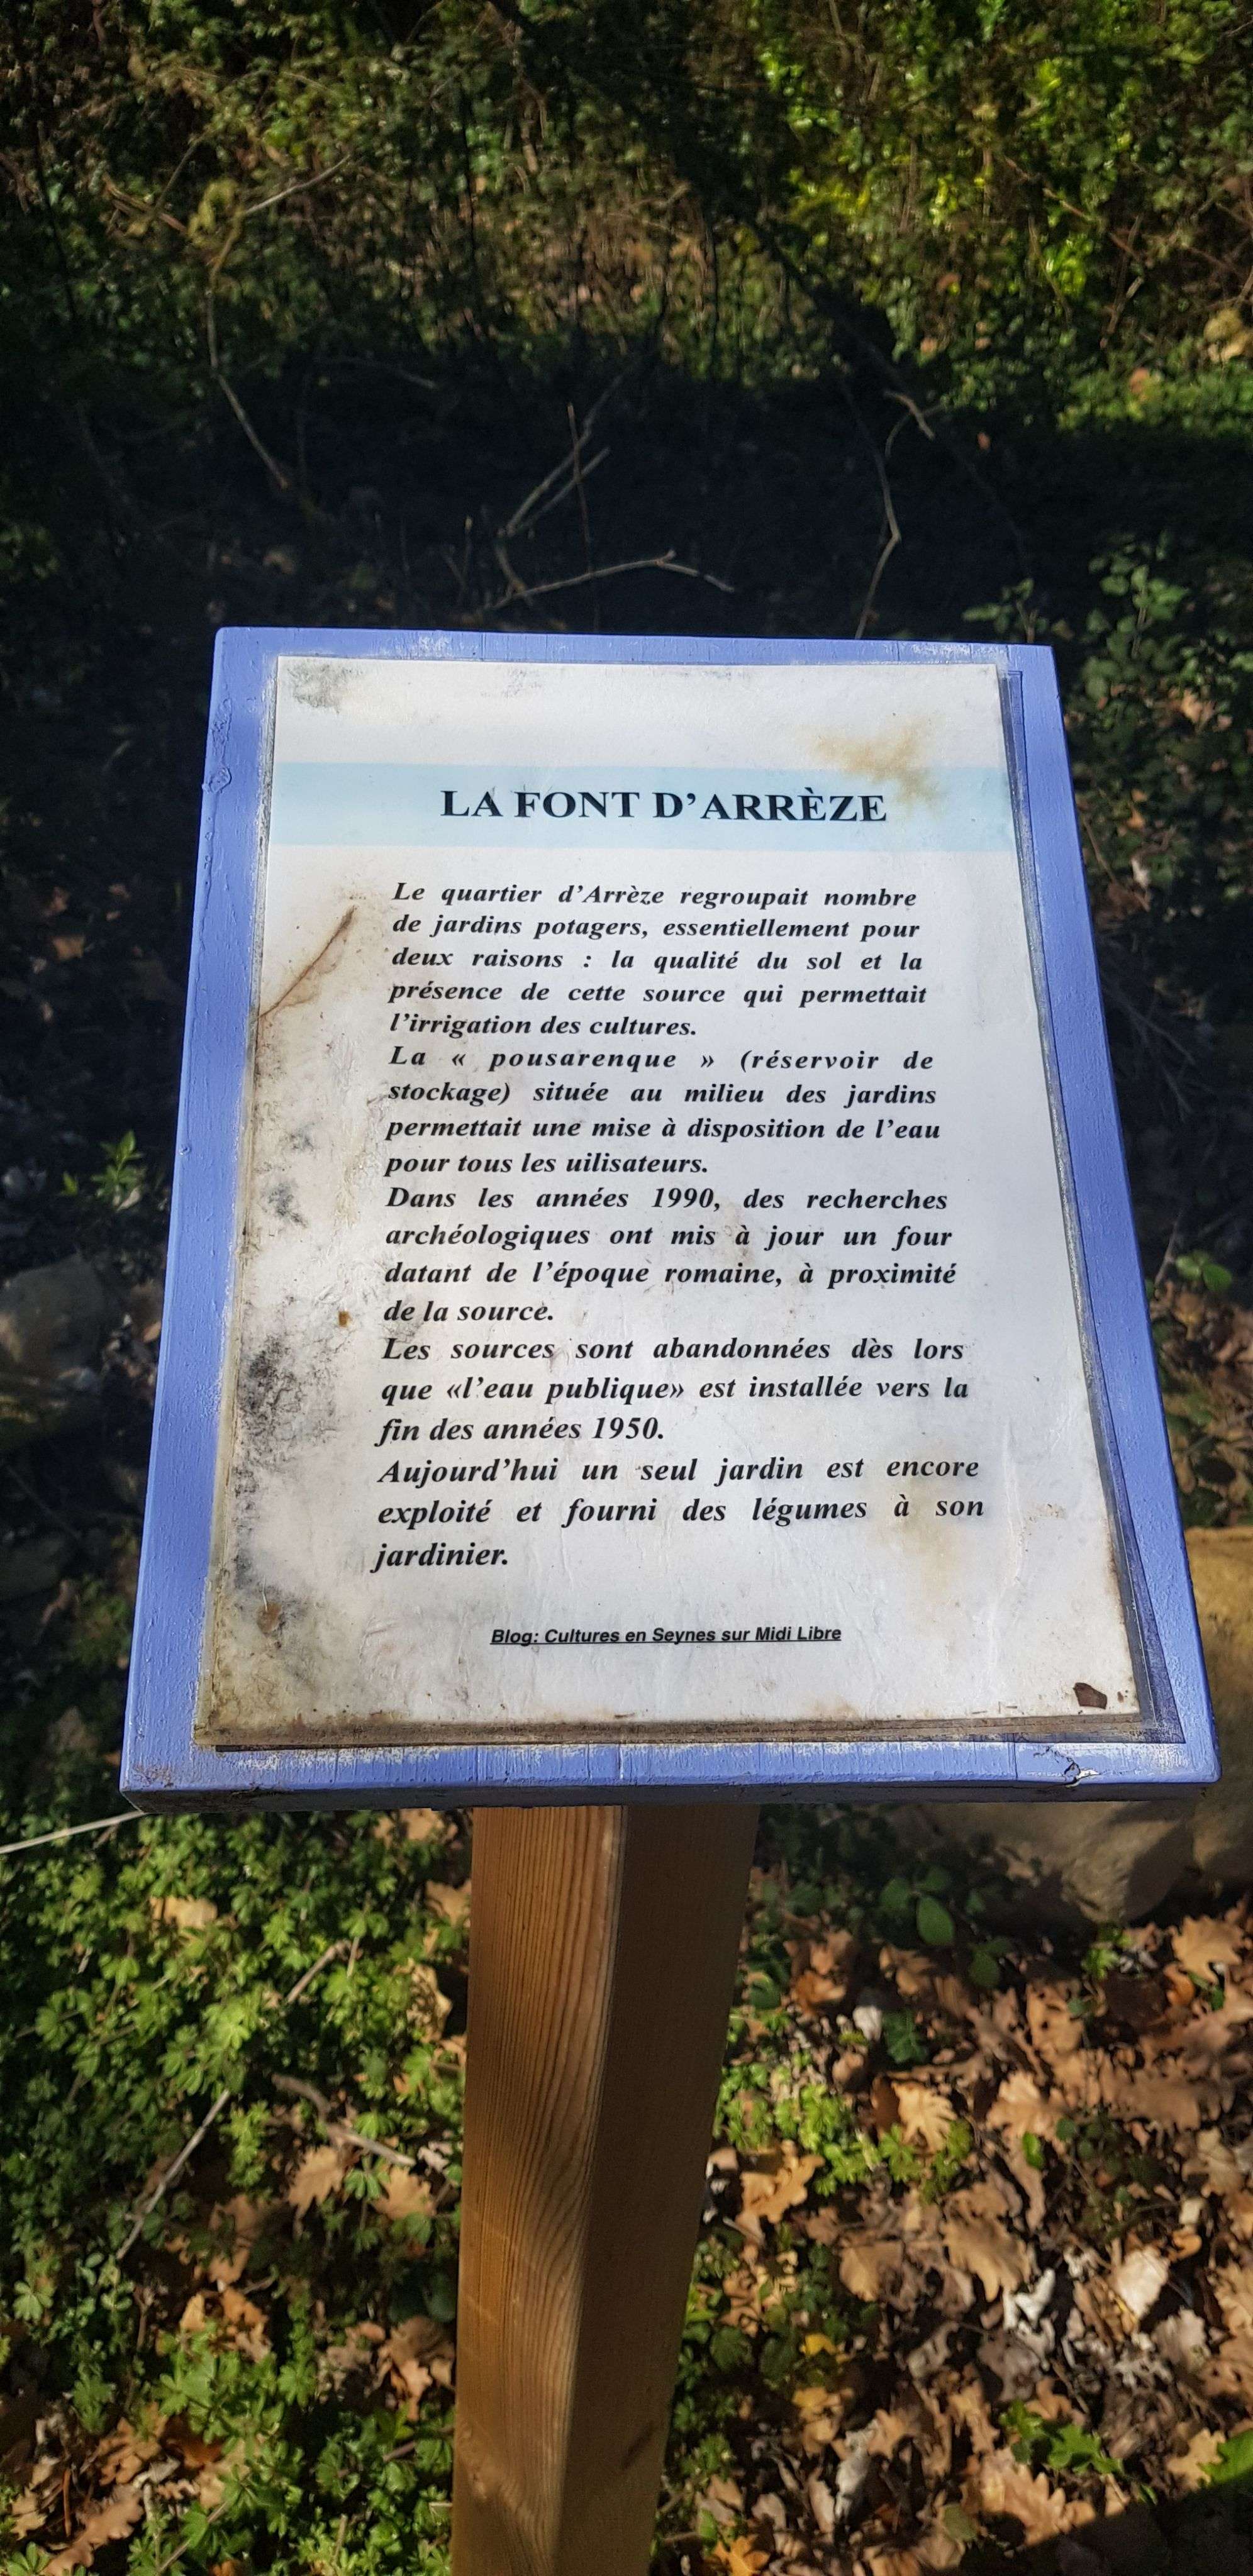 LA FONT D'ARRÈZE
Le quartier d'Arrèze regroupait nombre
de jardins potagers, essentiellement pour
deux raisons : la qualité du sol et la
présence de cette source qui permettait
l'irrigation des cultures.
La « pousarenque » (réservoir de
stockage) située au milieu des jardins
permettait une mise à disposition de l'eau
pour tous les uilisateurs.
Dans les années 1990, des recherches
archéologiques ont mis à jour un four
datant de l'époque romaine, à proximité
de la source.
Les sources sont abandonnées dès lors
que «l'eau publique» est installée vers la
fin des années 1950.
Aujourd'hui un seul jardin est encore
exploité et fourni des légumes à son
jardinier.
Blog: Cultures en Seynes sur Midi Libre